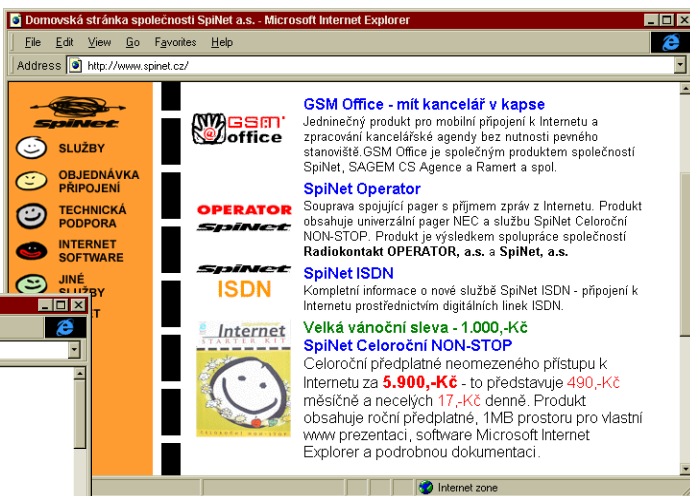 Domovská stránka společnosti SpiNet a.s. - Microsoft Internet Explorer
File Edit View Go Favorites Help
Address http://www.spinet.cz/
SpiNet
SLUŽBY
OBJEDNÁVKA
PŘIPOJENÍ
TECHNICKÁ
PODPORA
INTERNET
SOFTWARE
JINÉ
GSM
office
GSM Office - mít kancelář v kapse
Jedninečný produkt pro mobilní připojení k Internetu a
zpracování kancelářské agendy bez nutnosti pevného
stanoviště.GSM Office je společným produktem společností
SpiNet, SAGEM CS Agence a Ramert a spol.
OPERATOR
SpiNet
SpiNet Operator
Souprava spojující pager s příjmem zpráv z Internetu. Produkt
obsahuje univerzální pager NEC a službu SpiNet Celoroční
NON-STOP. Produkt je výsledkem spolupráce společností
Radiokontakt OPERATOR, a.s. a SpiNet, a.s.
SpiNet
ISDN
SpiNet ISDN
Kompletní informace o nové službě SpiNet ISDN - připojení k
Internetu prostřednictvím digitálních linek ISDN.
Internet
STARTER KIT
Velká vánoční sleva - 1.000,-Kč
SpiNet Celoroční NON-STOP
Celoroční předplatné neomezeného přístupu k
Internetu za 5.900,-Kč - to představuje 490,-Kč
měsíčně a necelých 17,-Kč denně. Produkt
obsahuje roční předplatné, 1MB prostoru pro vlastní
www prezentaci, software Microsoft Internet
Explorer a podrobnou dokumentaci.
Internet zone